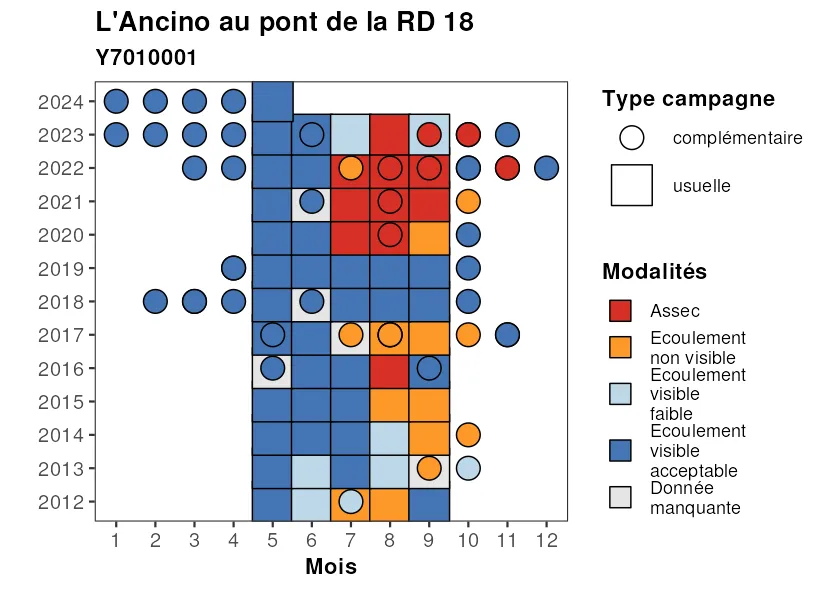 L'Ancino au pont de la RD 18
Y7010001
2024
2023
2022
2021
2020
2019
2018
2017
2016
2015
2014
2013
2012
1 2 3 4 5 6 7 8 9 10 11 12
Mois
Type campagne
complémentaire
usuelle
Modalités
Assec
Ecoulement
non visible
Ecoulement
visible
faible
Ecoulement
visible
acceptable
Donnée
manquante